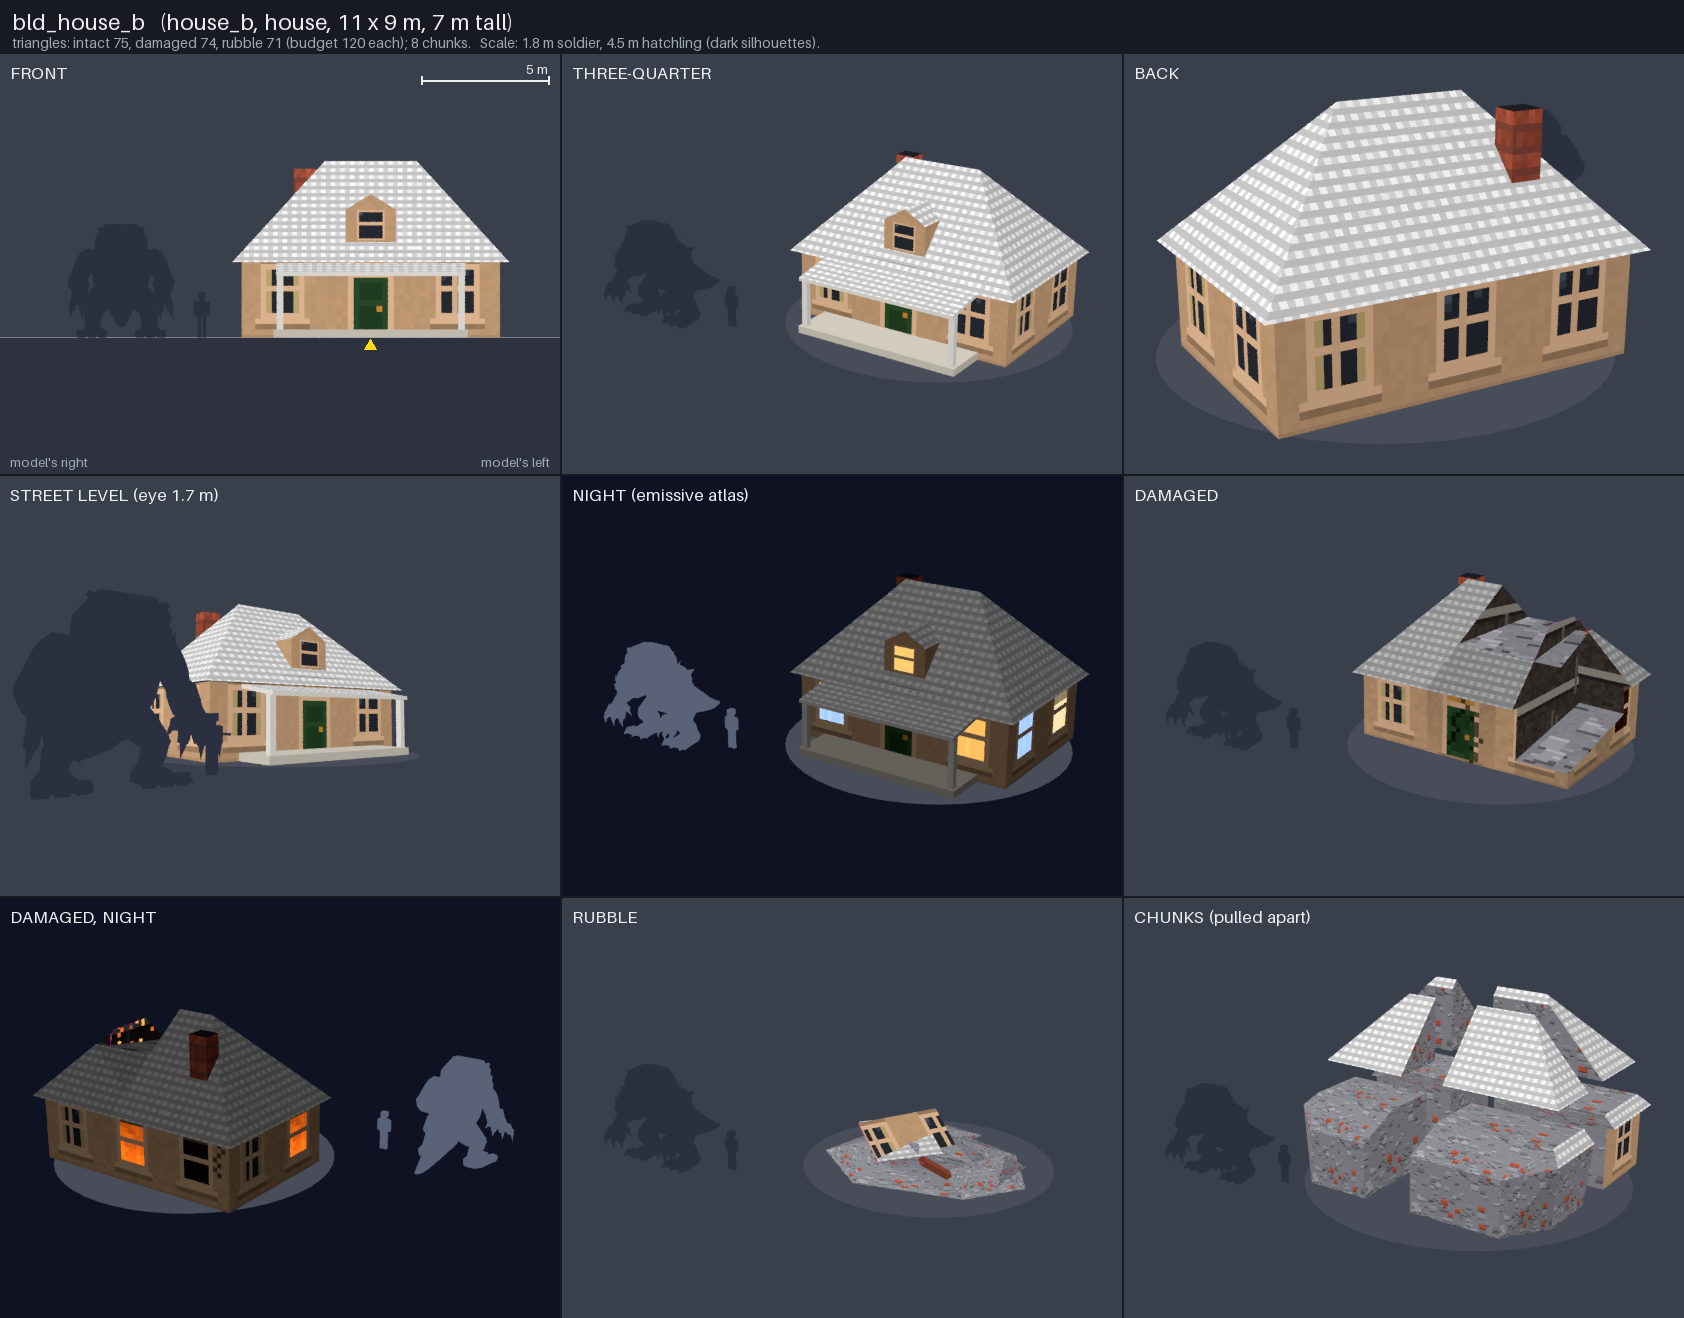 bld_house_b (house_b, house, 11 x 9 m, 7 m tall)
triangles: intact 75, damaged 74, rubble 71 (budget 120 each); 8 chunks. Scale: 1.8 m soldier, 4.5 m hatchling (dark silhouettes).
FRONT
5 m
THREE-QUARTER
BACK
model's right
model's left
STREET LEVEL (eye 1.7 m)
NIGHT (emissive atlas)
DAMAGED
DAMAGED, NIGHT
RUBBLE
CHUNKS (pulled apart)